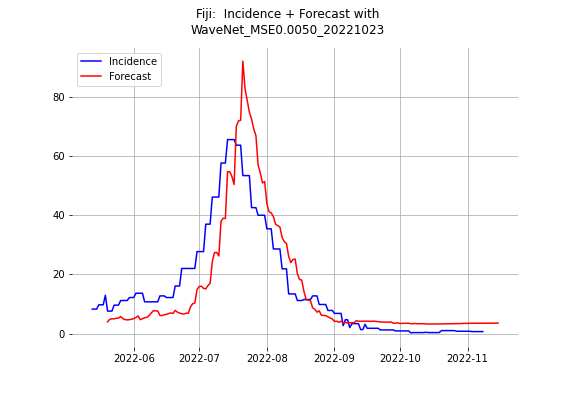 Fiji:  Incidence + Forecast with
WaveNet_MSE0.0050_20221023
Incidence
Forecast
80
60
40
20
0
2022-06 2022-07 2022-08 2022-09 2022-10 2022-11